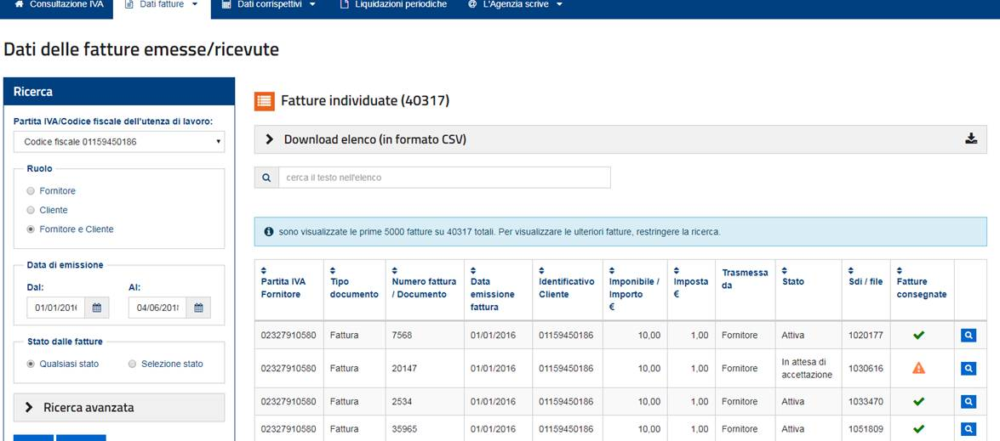 Consultazione IVA Dati fatture Dati corrispettivi Liquidazioni periodiche L'Agenzia scrive
Dati delle fatture emesse/ricevute
Ricerca
Partita IVA/Codice fiscale dell'utenza di lavoro:
Codice fiscale 01159450186
Ruolo
Fornitore
Cliente
Fornitore e Cliente
Data di emissione
Dal: Al:
01/01/2016 04/06/2018
Stato dalle fatture
Qualsiasi stato Selezione stato
Ricerca avanzata
Fatture individuate (40317)
Download elenco (in formato CSV)
cerca il testo nell'elenco
sono visualizzate le prime 5000 fatture su 40317 totali. Per visualizzare le ulteriori fatture, restringere la ricerca.
Partita IVA Fornitore Tipo documento Numero fattura / Documento Data emissione fattura Identificativo Cliente Imponibile / Importo € Imposta € Trasmessa da Stato Sdi / file Fatture consegnate
02327910580 Fattura 7568 01/01/2016 01159450186 10,00 1,00 Fornitore Attiva 1020177
02327910580 Fattura 20147 01/01/2016 01159450186 10,00 1,00 Fornitore In attesa di accettazione 1030616
02327910580 Fattura 2534 01/01/2016 01159450186 10,00 1,00 Fornitore Attiva 1033470
02327910580 Fattura 35965 01/01/2016 01159450186 10,00 1,00 Fornitore Attiva 1051809